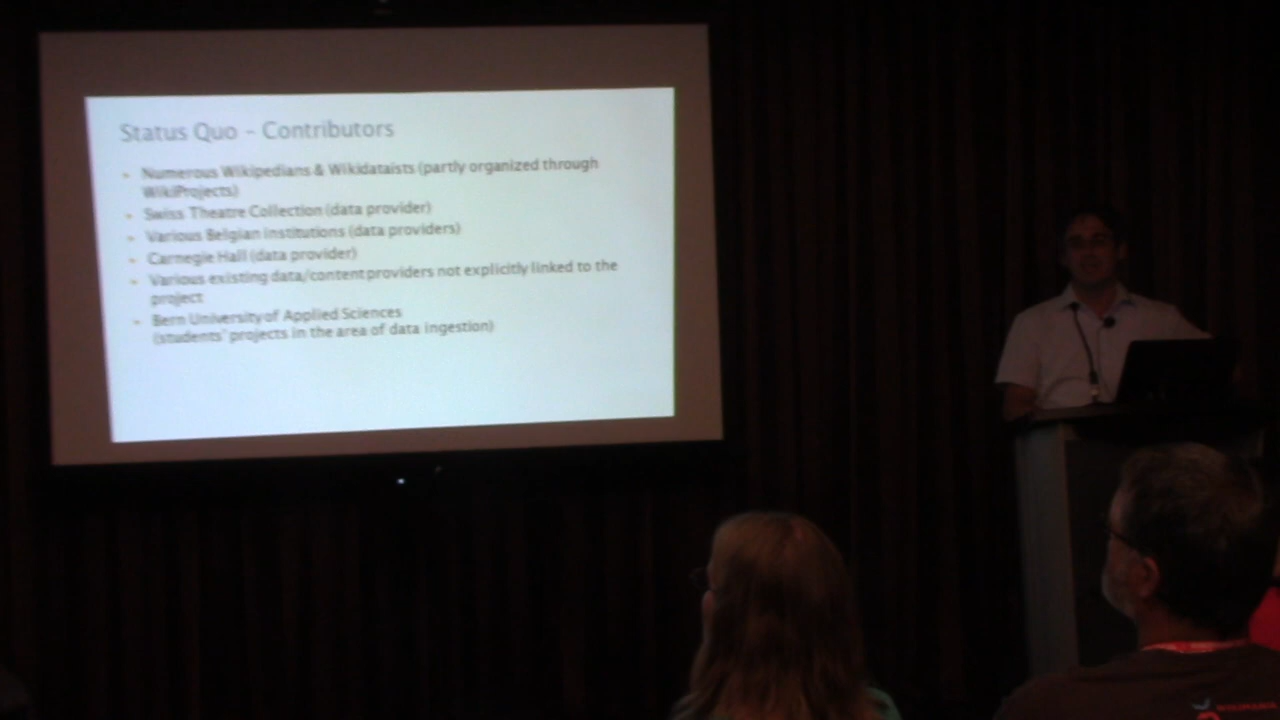 Status Quo – Contributors
Numerous Wikipedians & Wikidataists (partly organized through
WikiProjects)
Swiss Theatre Collection (data provider)
Various Belgian institutions (data providers)
Carnegie Hall (data provider)
Various existing data/content providers not explicitly linked to the
project
Bern University of Applied Sciences
(students' projects in the area of data ingestion)